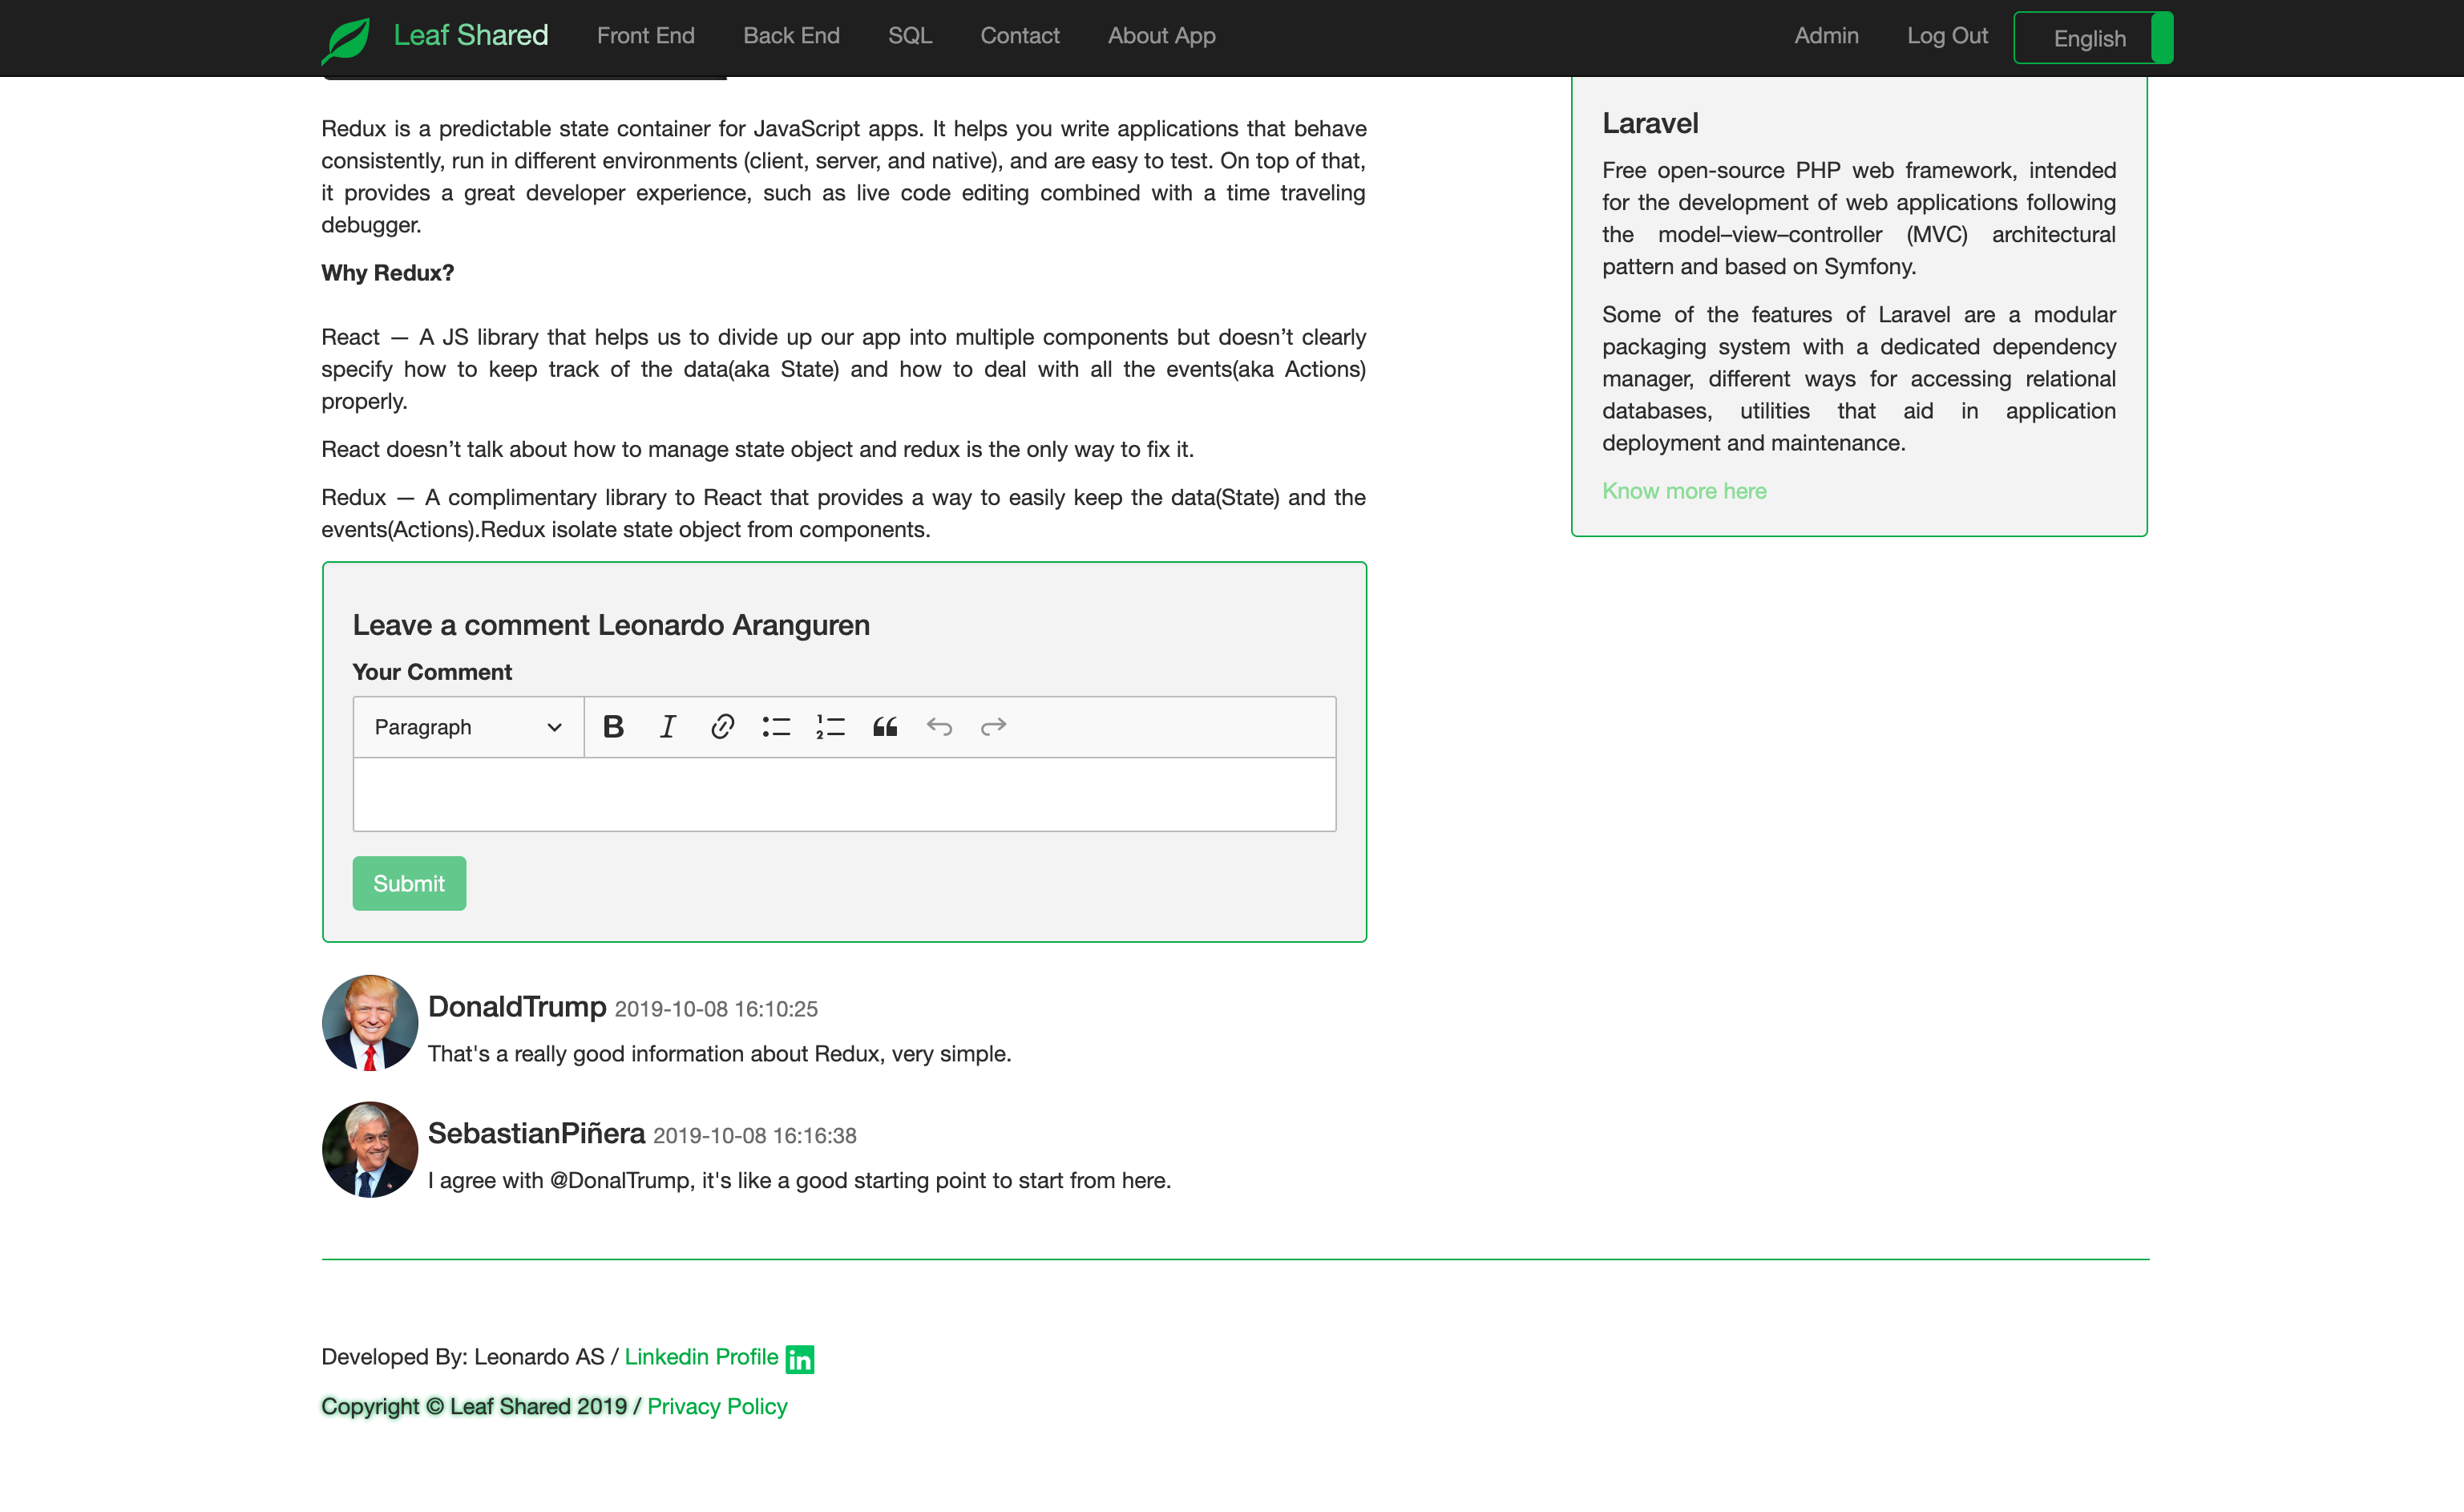 Leaf Shared
Front End
Back End
SQL
Contact
About App
Admin
Log Out
English
Redux is a predictable state container for JavaScript apps. It helps you write applications that behave
consistently, run in different environments (client, server, and native), and are easy to test. On top of that,
it provides a great developer experience, such as live code editing combined with a time traveling
debugger.
Why Redux?
React — A JS library that helps us to divide up our app into multiple components but doesn’t clearly
specify how to keep track of the data(aka State) and how to deal with all the events(aka Actions)
properly.
React doesn’t talk about how to manage state object and redux is the only way to fix it.
Redux — A complimentary library to React that provides a way to easily keep the data(State) and the
events(Actions).Redux isolate state object from components.
Laravel
Free open-source PHP web framework, intended
for the development of web applications following
the model–view–controller (MVC) architectural
pattern and based on Symfony.
Some of the features of Laravel are a modular
packaging system with a dedicated dependency
manager, different ways for accessing relational
databases, utilities that aid in application
deployment and maintenance.
Know more here
Leave a comment Leonardo Aranguren
Your Comment
Paragraph
Submit
DonaldTrump 2019-10-08 16:10:25
That's a really good information about Redux, very simple.
SebastianPiñera 2019-10-08 16:16:38
I agree with @DonalTrump, it's like a good starting point to start from here.
Developed By: Leonardo AS / Linkedin Profile in
Copyright © Leaf Shared 2019 / Privacy Policy